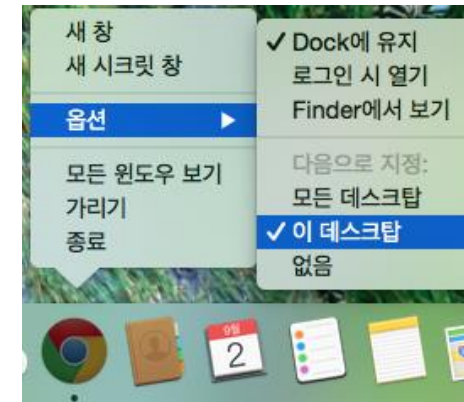 새 창
새 시크릿 창
옵션
모든 윈도우 보기
가리기
종료
✓ Dock에 유지
로그인 시 열기
Finder에서 보기
다음으로 지정:
모든 데스크탑
✓ 이 데스크탑
없음
9월
2